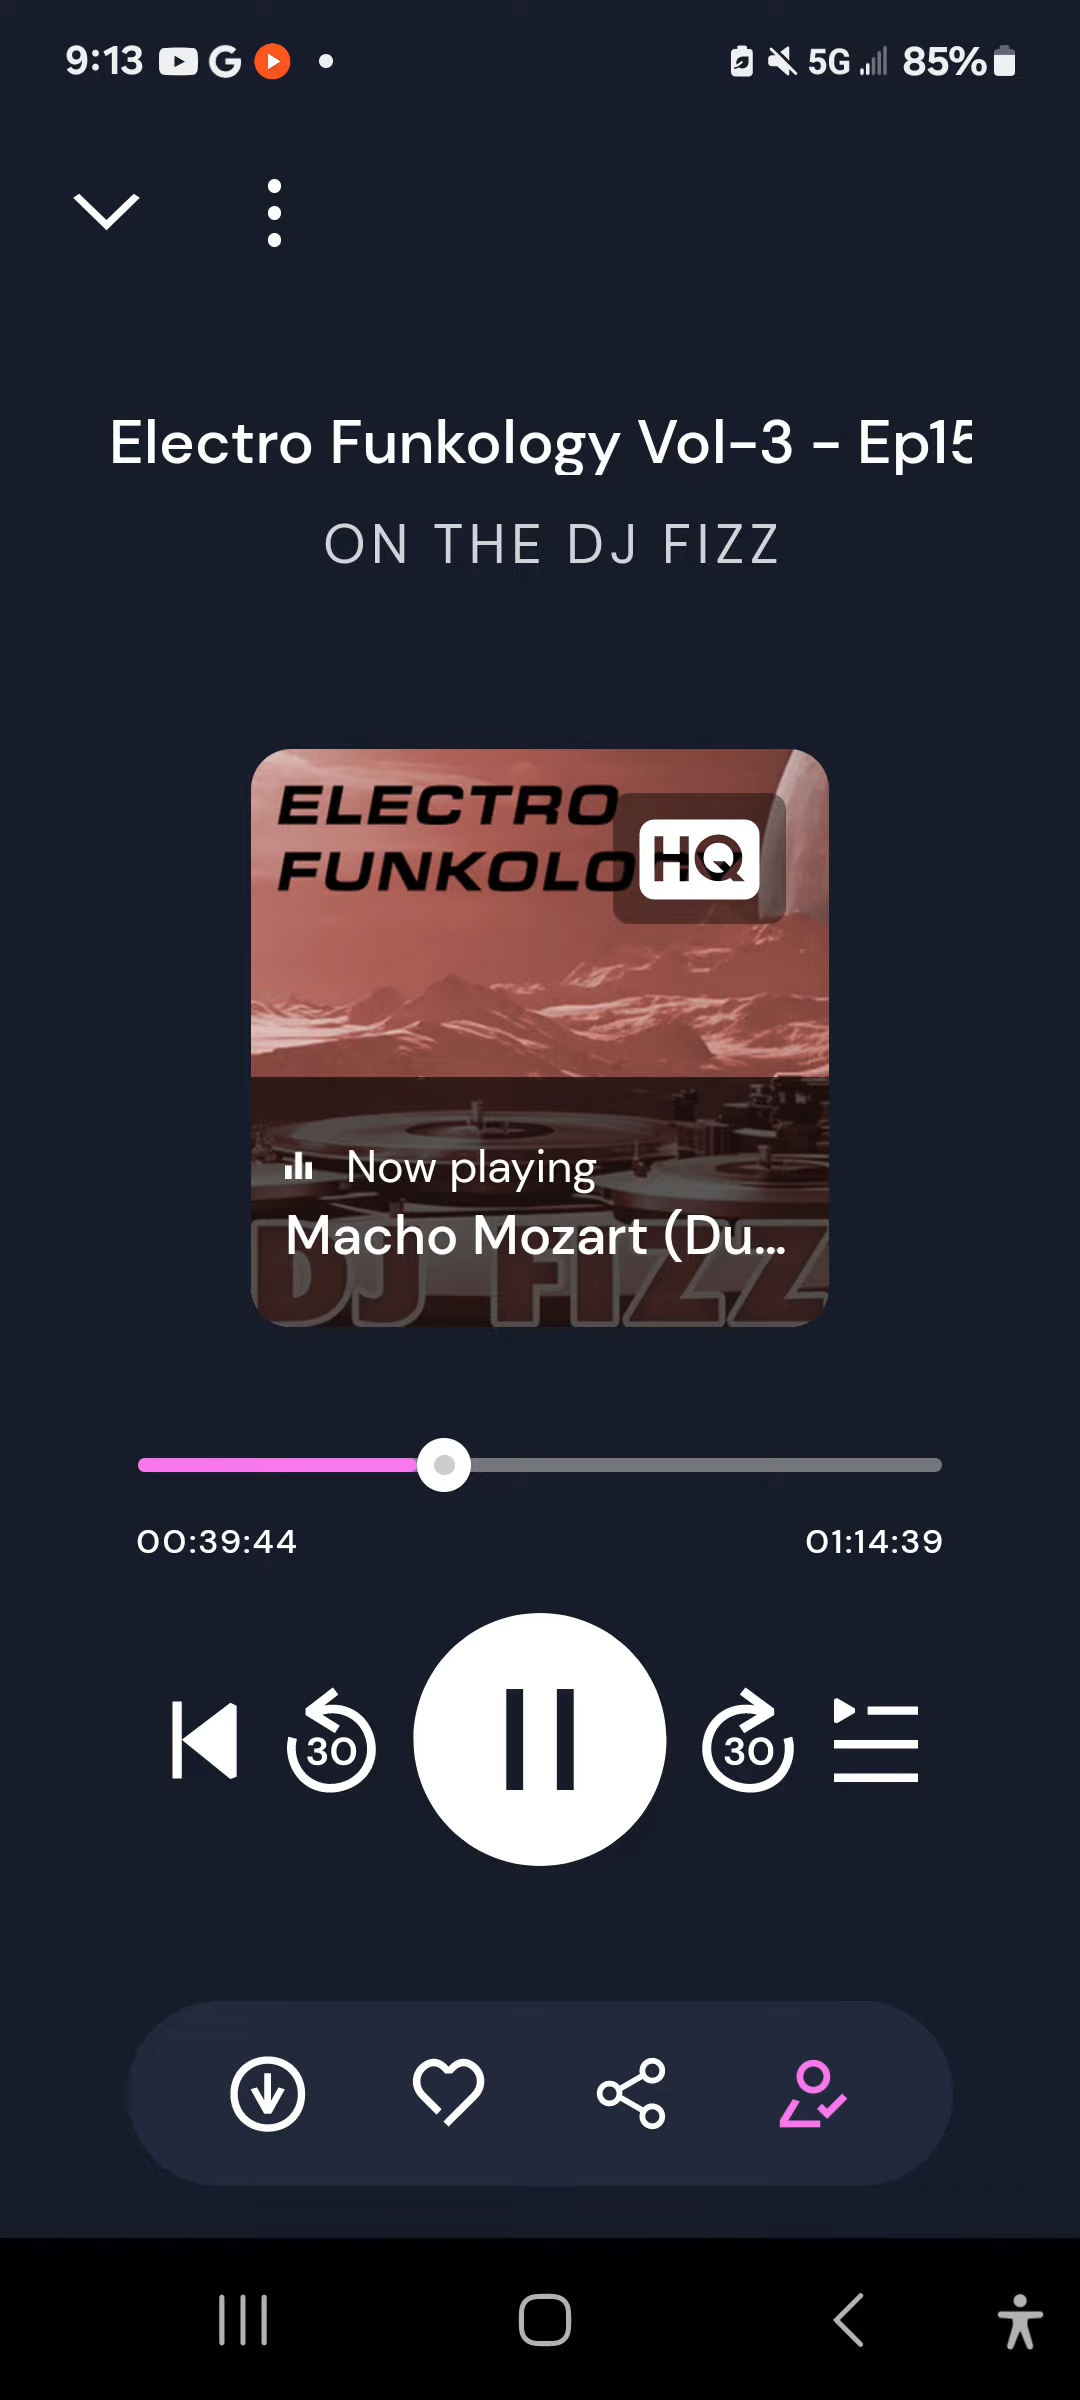 9:13 5G 85%
Electro Funkology Vol-3 - Ep15
ON THE DJ FIZZ
ELECTRO
FUNKOLO
HQ
Now playing
Macho Mozart (Du...
DJ FIZZ
00:39:44 01:14:39
30 30